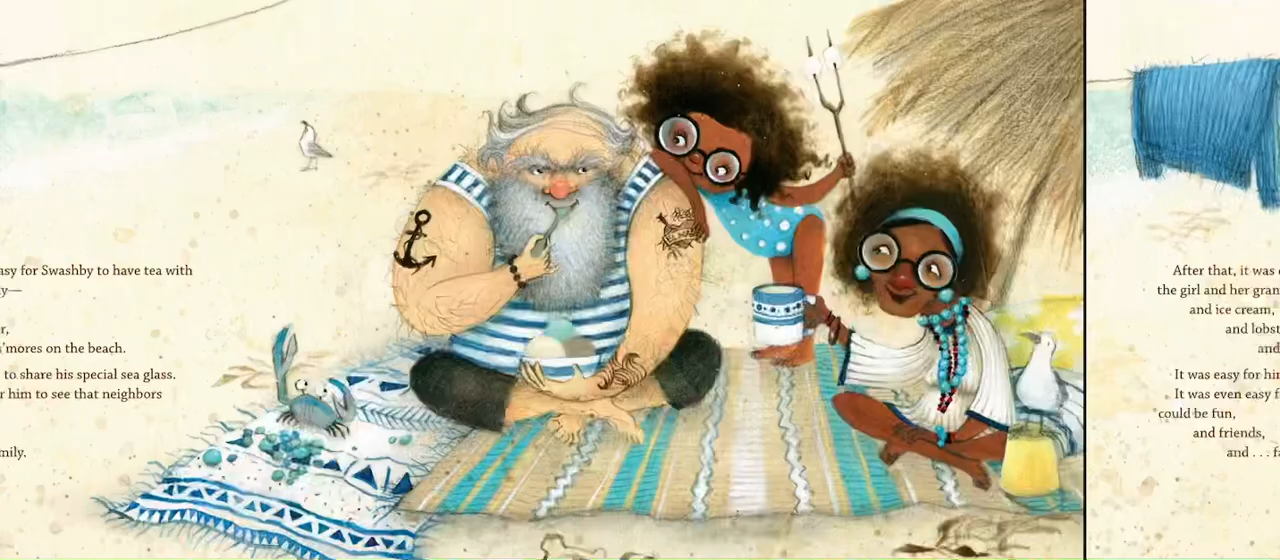 asy for Swashby to have tea with
y—
r,
s'mores on the beach.
to share his special sea glass.
r him to see that neighbors
mily.
After that, it was
the girl and her gran
and ice cream,
and lobst
and
It was easy for hi
It was even easy f
could be fun,
and friends,
and . . . fa